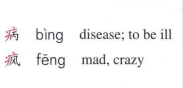 病 bìng disease; to be ill
疯 fēng mad, crazy